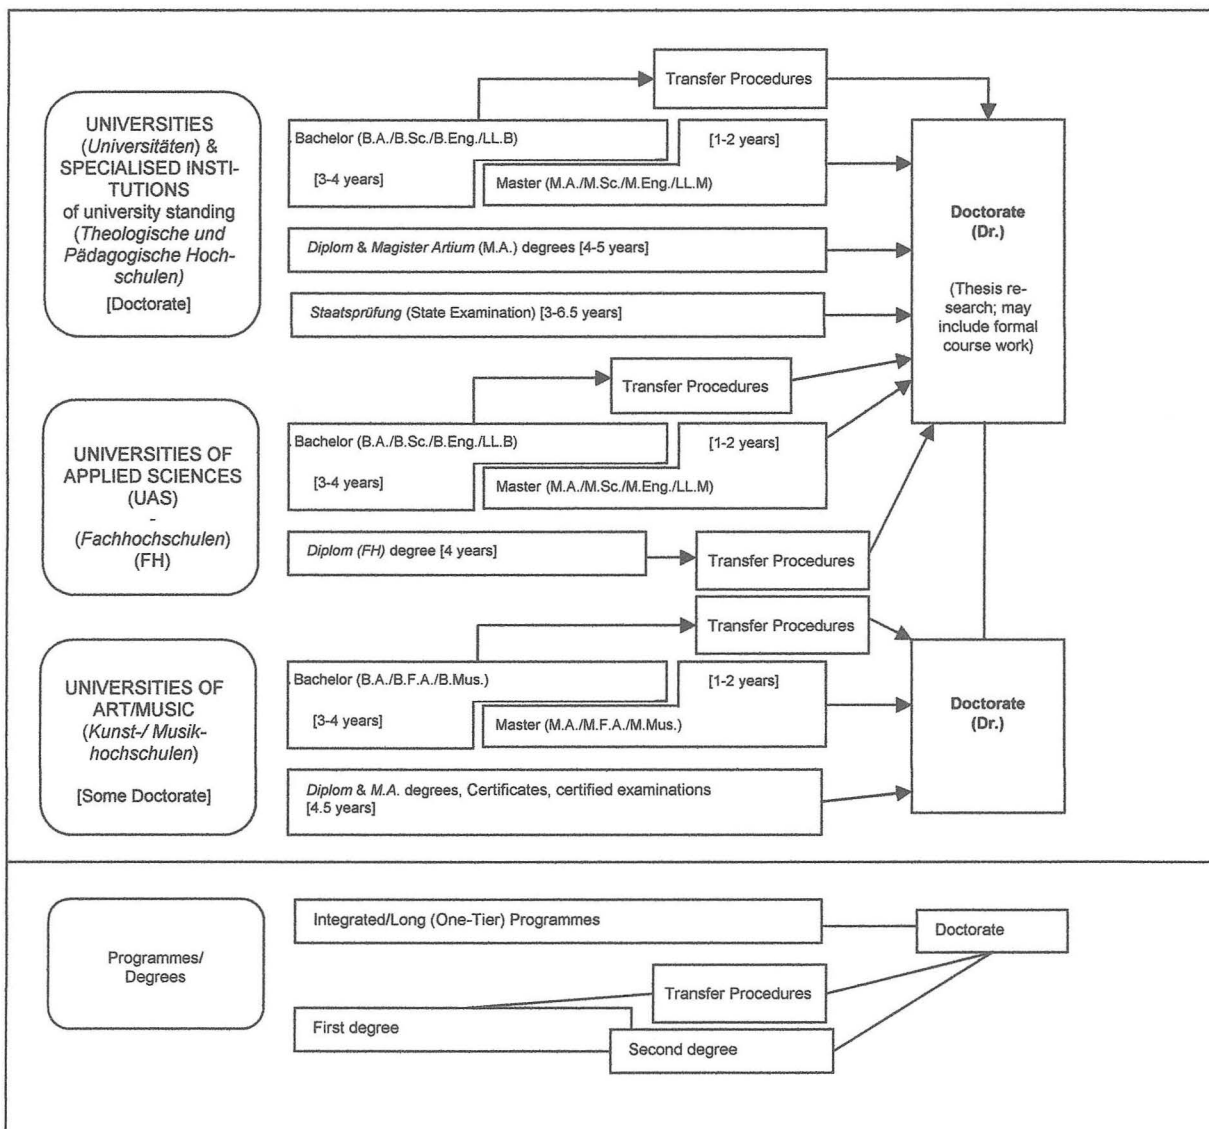 Transfer Procedures
UNIVERSITIES
(Universitäten) &
SPECIALISED INSTI-
TUTIONS
of university standing
(Theologische und
Pädagogische Hoch-
schulen)
[Doctorate]
Bachelor (B.A./B.Sc./B.Eng./LL.B)
[3-4 years]
[1-2 years]
Master (M.A./M.Sc./M.Eng./LL.M)
Diplom & Magister Artium (M.A.) degrees [4-5 years]
Staatsprüfung (State Examination) [3-6.5 years]
Doctorate
(Dr.)
(Thesis re-
search; may
include formal
course work)
Transfer Procedures
UNIVERSITIES OF
APPLIED SCIENCES
(UAS)
-
(Fachhochschulen)
(FH)
Bachelor (B.A./B.Sc./B.Eng./LL.B)
[3-4 years]
[1-2 years]
Master (M.A./M.Sc./M.Eng./LL.M)
Diplom (FH) degree [4 years]
Transfer Procedures
Transfer Procedures
UNIVERSITIES OF
ART/MUSIC
(Kunst-/ Musik-
hochschulen)
[Some Doctorate]
Bachelor (B.A./B.F.A./B.Mus.)
[3-4 years]
[1-2 years]
Master (M.A./M.F.A./M.Mus.)
Diplom & M.A. degrees, Certificates, certified examinations
[4.5 years]
Doctorate
(Dr.)
Programmes/
Degrees
Integrated/Long (One-Tier) Programmes
Doctorate
Transfer Procedures
First degree
Second degree